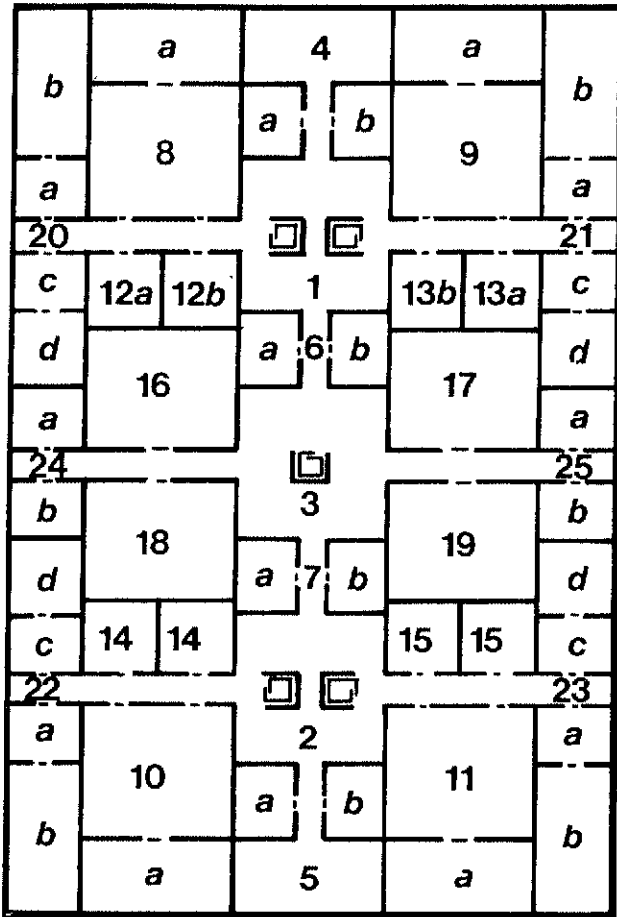 a 4 a
b b
a b
8 9
a a
20 21
c 12a 12b 1 13b 13a c
d a 6 b d
16 17
a a
24 25
b 3 b
18 19
d a 7 b d
c 14 14 15 15 c
22 23
a 2 a
10 a b 11
b b
a 5 a